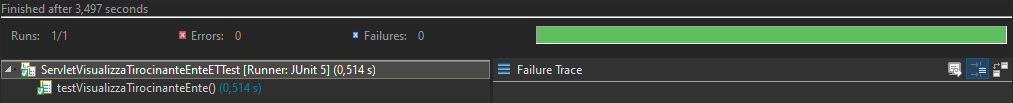 Finished after 3,497 seconds
Runs: 1/1 Errors: 0 Failures: 0
ServletVisualizzaTirocinanteEnteETTest [Runner: JUnit 5] (0,514 s)
Failure Trace
testVisualizzaTirocinanteEnte() (0,514 s)